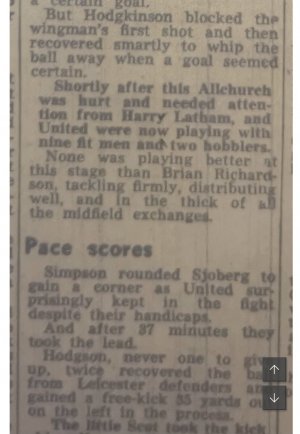 a certain goal.
But Hodgkinson blocked the
wingman's first shot and then
recovered smartly to whip the
ball away when a goal seemed
certain.
Shortly after this Allchurch
was hurt and needed atten-
tion from Harry Latham, and
United were now playing with
nine fit men and two hobblers.
None was playing better at
this stage than Brian Richard-
son, tackling firmly, distributing
well, and in the thick of all
the midfield exchanges.
Pace scores
Simpson rounded Sjoberg to
gain a corner as United sur-
prisingly kept in the fight
despite their handicaps.
And after 37 minutes they
took the lead.
Hodgson, never one to give
up, twice recovered the ba
from Leicester defenders an
gained a free-kick 35 yards ou
on the left in the process.
The little Scot took the kick